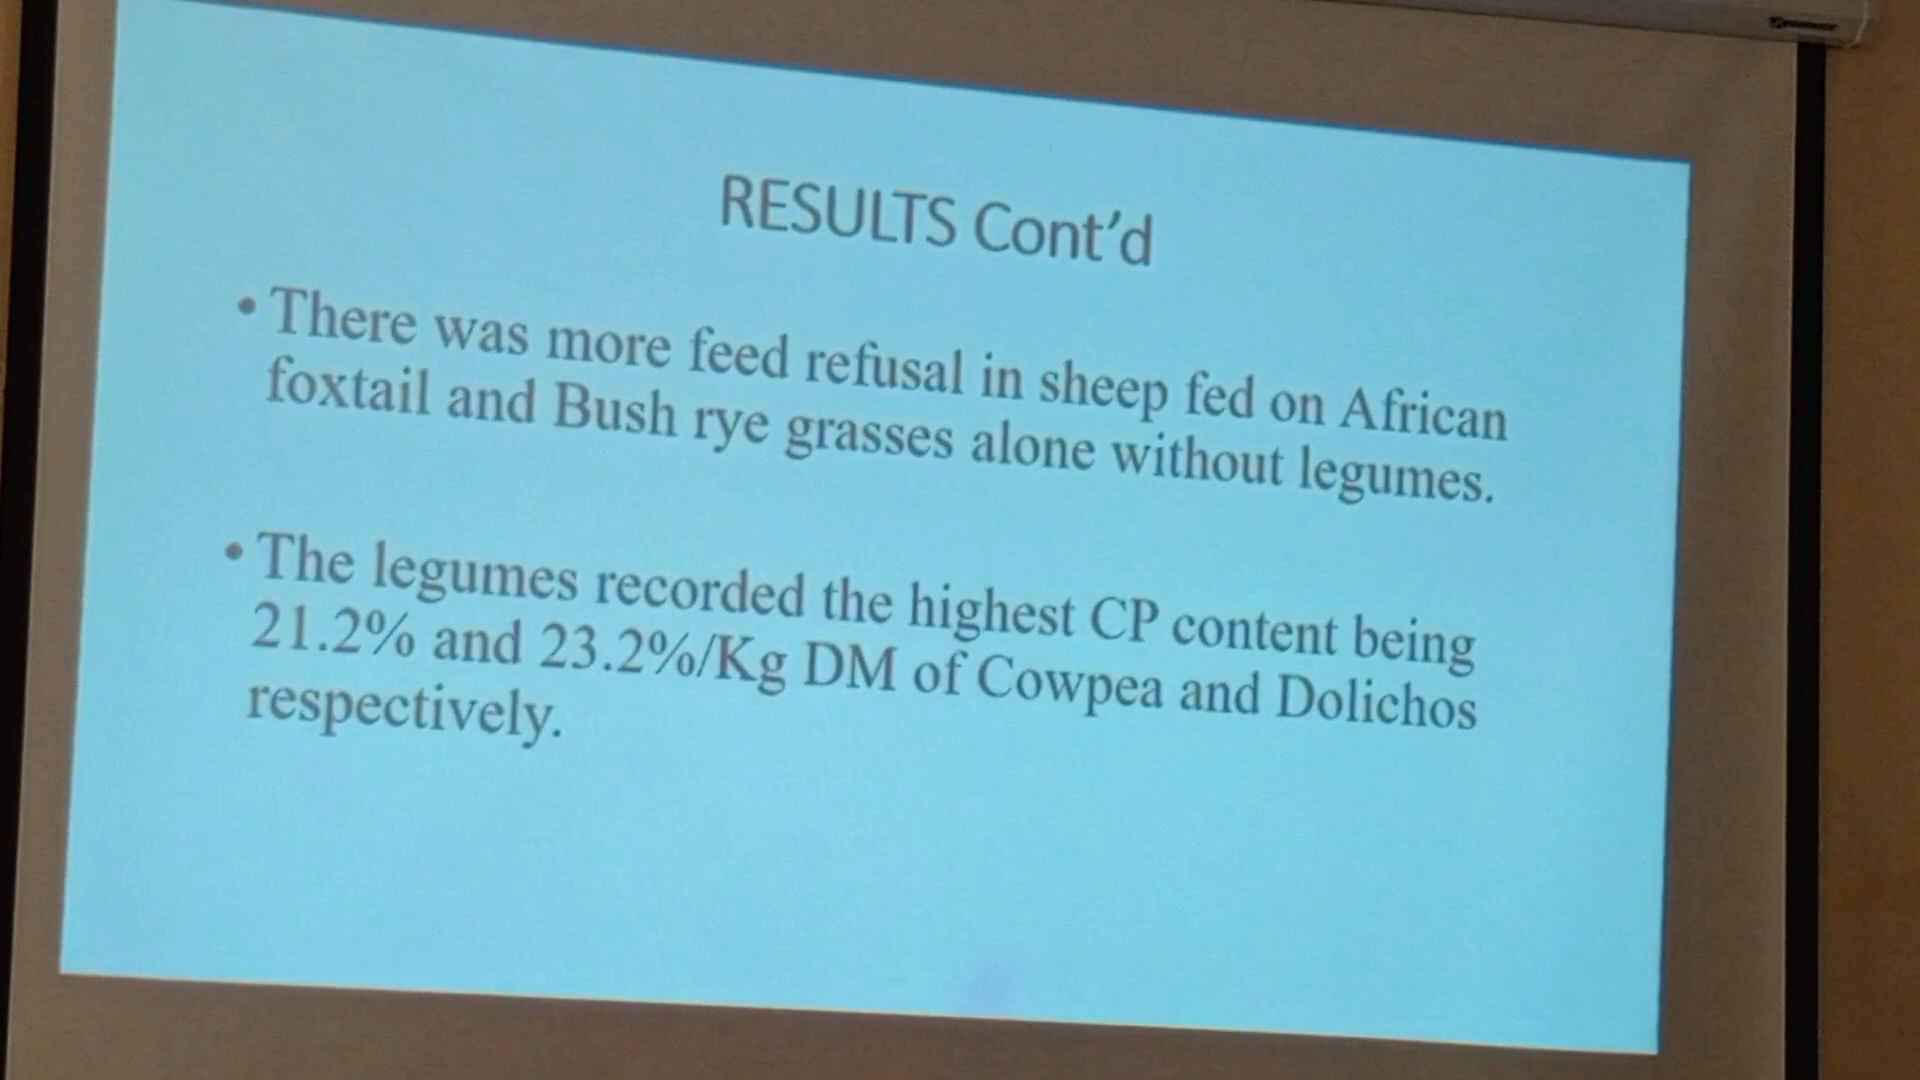 RESULTS Cont'd
• There was more feed refusal in sheep fed on African
foxtail and Bush rye grasses alone without legumes.
• The legumes recorded the highest CP content being
21.2% and 23.2%/Kg DM of Cowpea and Dolichos
respectively.